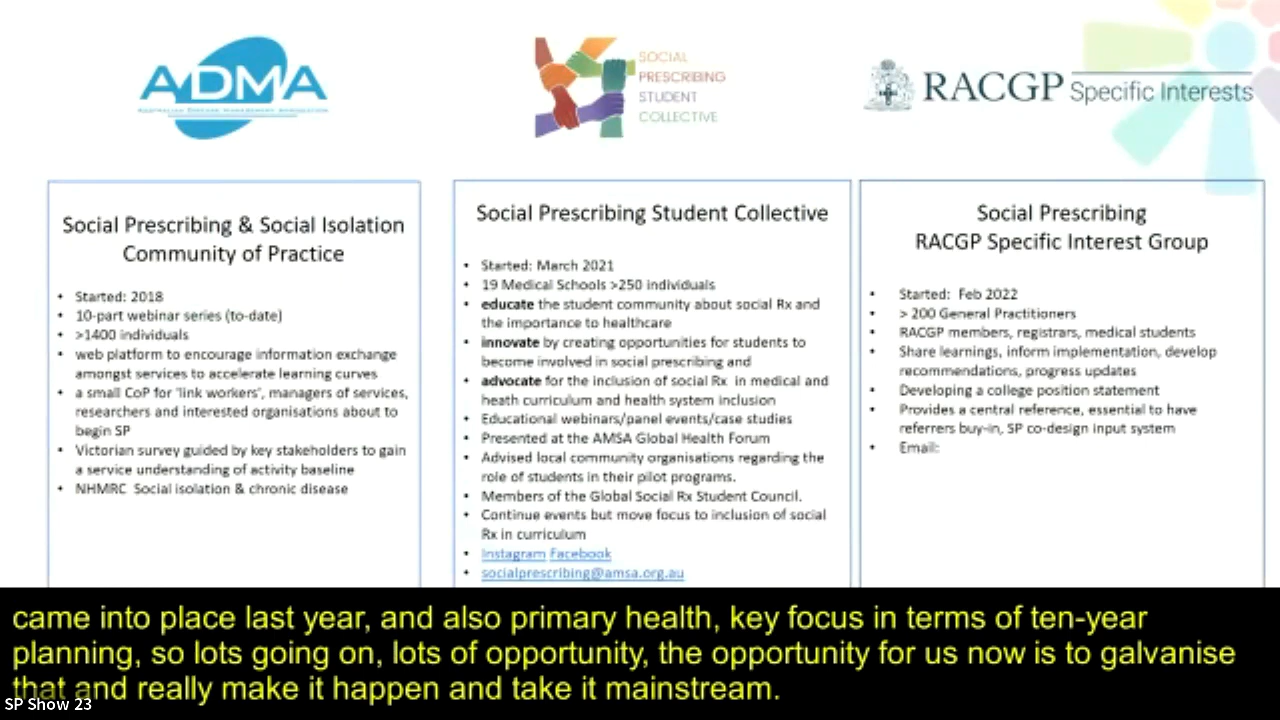 ADMA
AUSTRALIAN DISEASE MANAGEMENT ASSOCIATION
SOCIAL
PRESCRIBING
STUDENT
COLLECTIVE
RACGP Specific Interests
Social Prescribing & Social Isolation
Community of Practice
• Started: 2018
• 10-part webinar series (to-date)
• >1400 individuals
• web platform to encourage information exchange
amongst services to accelerate learning curves
• a small CoP for 'link workers', managers of services,
researchers and interested organisations about to
begin SP
• Victorian survey guided by key stakeholders to gain
a service understanding of activity baseline
• NHMRC Social isolation & chronic disease
Social Prescribing Student Collective
• Started: March 2021
• 19 Medical Schools >250 individuals
• educate the student community about social Rx and
the importance to healthcare
• innovate by creating opportunities for students to
become involved in social prescribing and
• advocate for the inclusion of social Rx in medical and
heath curriculum and health system inclusion
• Educational webinars/panel events/case studies
• Presented at the AMSA Global Health Forum
• Advised local community organisations regarding the
role of students in their pilot programs.
• Members of the Global Social Rx Student Council.
• Continue events but move focus to inclusion of social
Rx in curriculum
• Instagram Facebook
• socialprescribing@amsa.org.au
Social Prescribing
RACGP Specific Interest Group
• Started: Feb 2022
• > 200 General Practitioners
• RACGP members, registrars, medical students
• Share learnings, inform implementation, develop
recommendations, progress updates
• Developing a college position statement
• Provides a central reference, essential to have
referrers buy-in, SP co-design input system
• Email:
came into place last year, and also primary health, key focus in terms of ten-year
planning, so lots going on, lots of opportunity, the opportunity for us now is to galvanise
that and really make it happen and take it mainstream.
SP Show 23